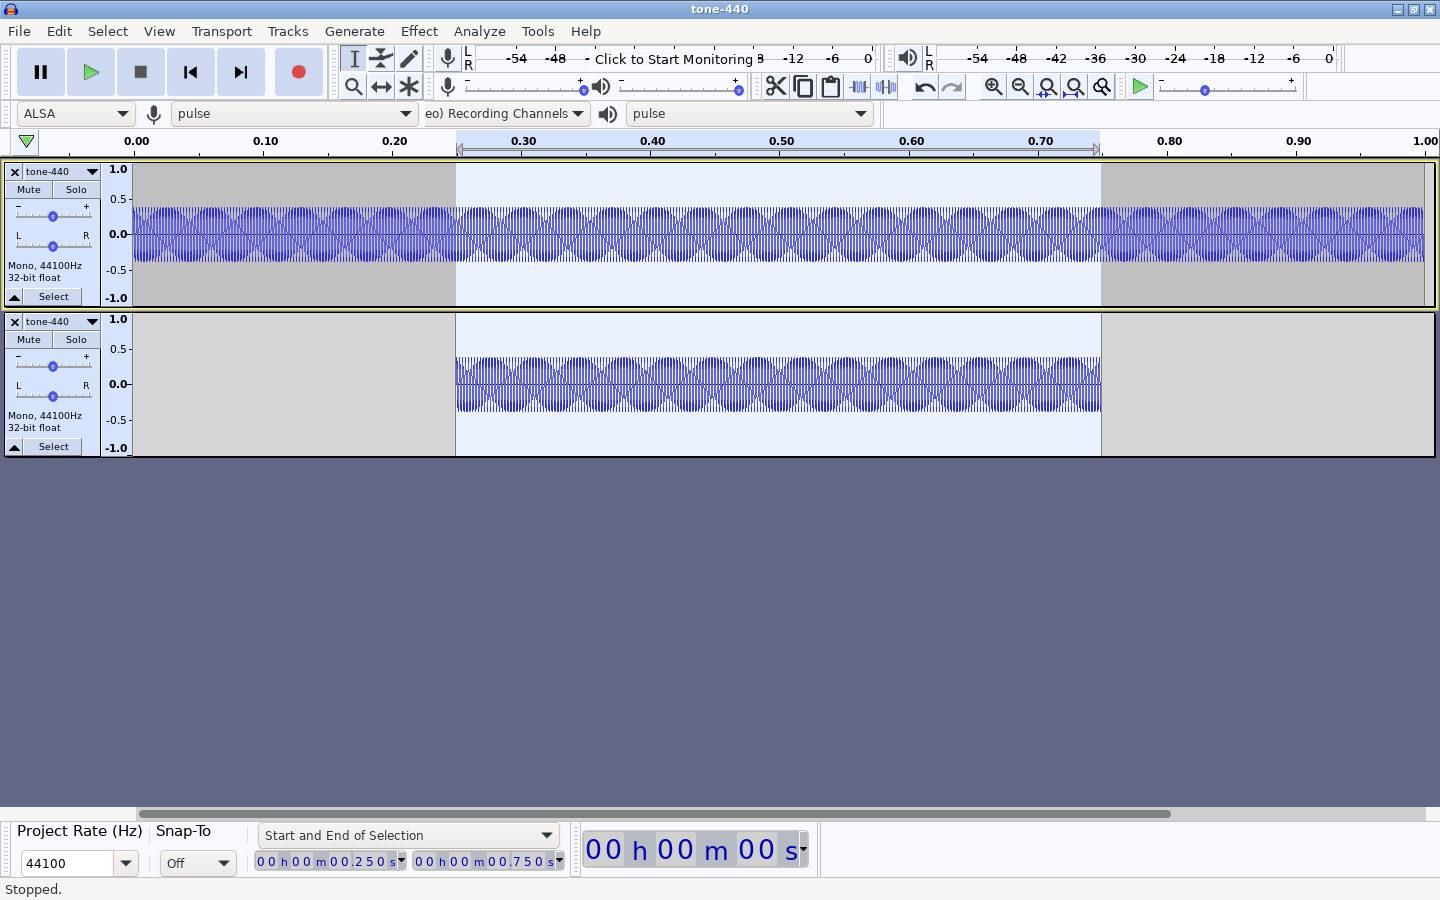 tone-440
File Edit Select View Transport Tracks Generate Effect Analyze Tools Help
L R -54 -48 - Click to Start Monitoring -12 -6 0
L R -54 -48 -42 -36 -30 -24 -18 -12 -6 0
ALSA pulse eo) Recording Channels pulse
0.00 0.10 0.20 0.30 0.40 0.50 0.60 0.70 0.80 0.90 1.00
tone-440
Mute Solo
- +
L R
Mono, 44100Hz
32-bit float
Select
1.0
0.5
0.0
-0.5
-1.0
tone-440
Mute Solo
- +
L R
Mono, 44100Hz
32-bit float
Select
1.0
0.5
0.0
-0.5
-1.0
Project Rate (Hz) Snap-To
Start and End of Selection
44100 Off
00 h 00 m 00.250 s 00 h 00 m 00.750 s
00 h 00 m 00 s
Stopped.